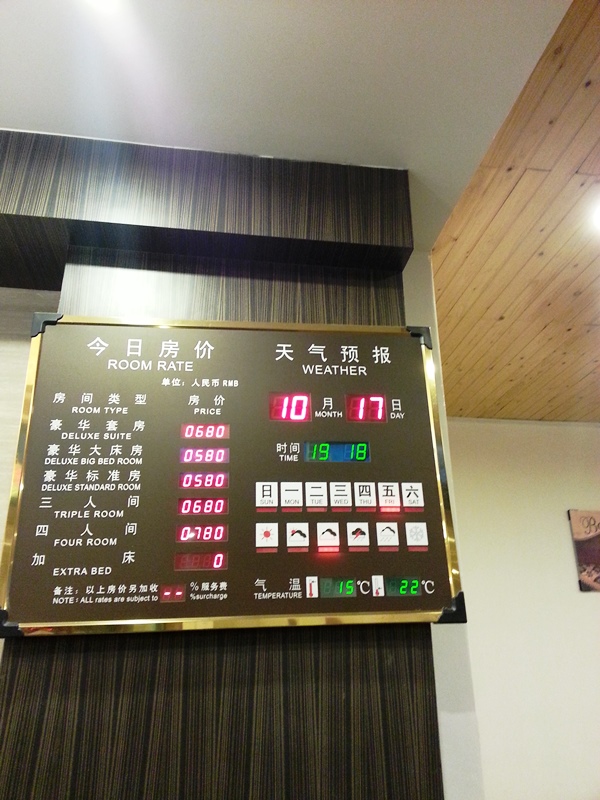 今日房价
ROOM RATE
单位：人民币 RMB
房间类型 房价
ROOM TYPE PRICE
豪华套房 0680
DELUXE SUITE
豪华大床房 0580
DELUXE BIG BED ROOM
豪华标准房 0580
DELUXE STANDARD ROOM
三人间 0680
TRIPLE ROOM
四人间 0780
FOUR ROOM
加床 0
EXTRA BED
备注：以上房价另加收 -- % 服务费
NOTE：ALL rates are subject to %surcharge
天气预报
WEATHER
10 月 17 日
MONTH DAY
时间 19 18
TIME
日 一 二 三 四 五 六
SUN MON TUE WED THU FRI SAT
气温 15℃ 22℃
TEMPERATURE